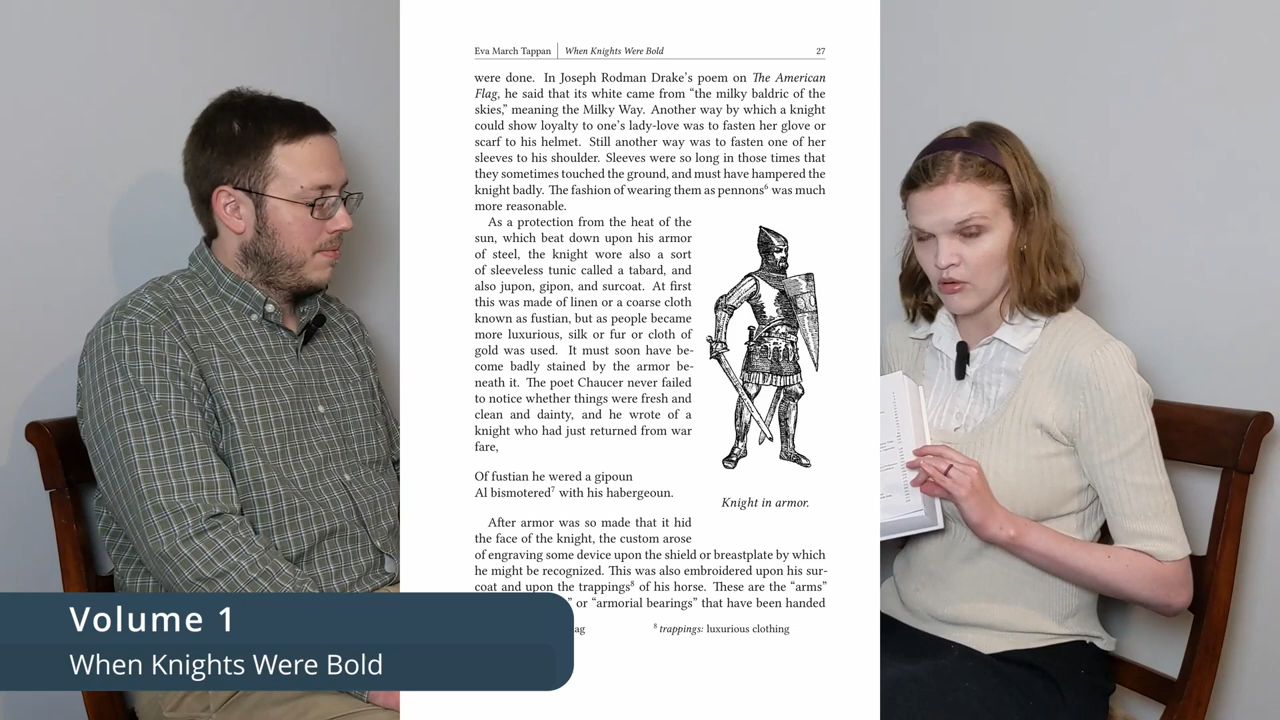 Eva March Tappan When Knights Were Bold 27
were done. In Joseph Rodman Drake's poem on The American
Flag, he said that its white came from “the milky baldric of the
skies,” meaning the Milky Way. Another way by which a knight
could show loyalty to one's lady-love was to fasten her glove or
scarf to his helmet. Still another way was to fasten one of her
sleeves to his shoulder. Sleeves were so long in those times that
they sometimes touched the ground, and must have hampered the
knight badly. The fashion of wearing them as pennons⁶ was much
more reasonable.
As a protection from the heat of the
sun, which beat down upon his armor
of steel, the knight wore also a sort
of sleeveless tunic called a tabard, and
also jupon, gipon, and surcoat. At first
this was made of linen or a coarse cloth
known as fustian, but as people became
more luxurious, silk or fur or cloth of
gold was used. It must soon have be-
come badly stained by the armor be-
neath it. The poet Chaucer never failed
to notice whether things were fresh and
clean and dainty, and he wrote of a
knight who had just returned from war
fare,
Of fustian he wered a gipoun
Al bismotered⁷ with his habergeoun.
Knight in armor.
After armor was so made that it hid
the face of the knight, the custom arose
of engraving some device upon the shield or breastplate by which
he might be recognized. This was also embroidered upon his sur-
coat and upon the trappings⁸ of his horse. These are the “arms”
” or “armorial bearings” that have been handed
ag ⁸ trappings: luxurious clothing
Volume 1
When Knights Were Bold